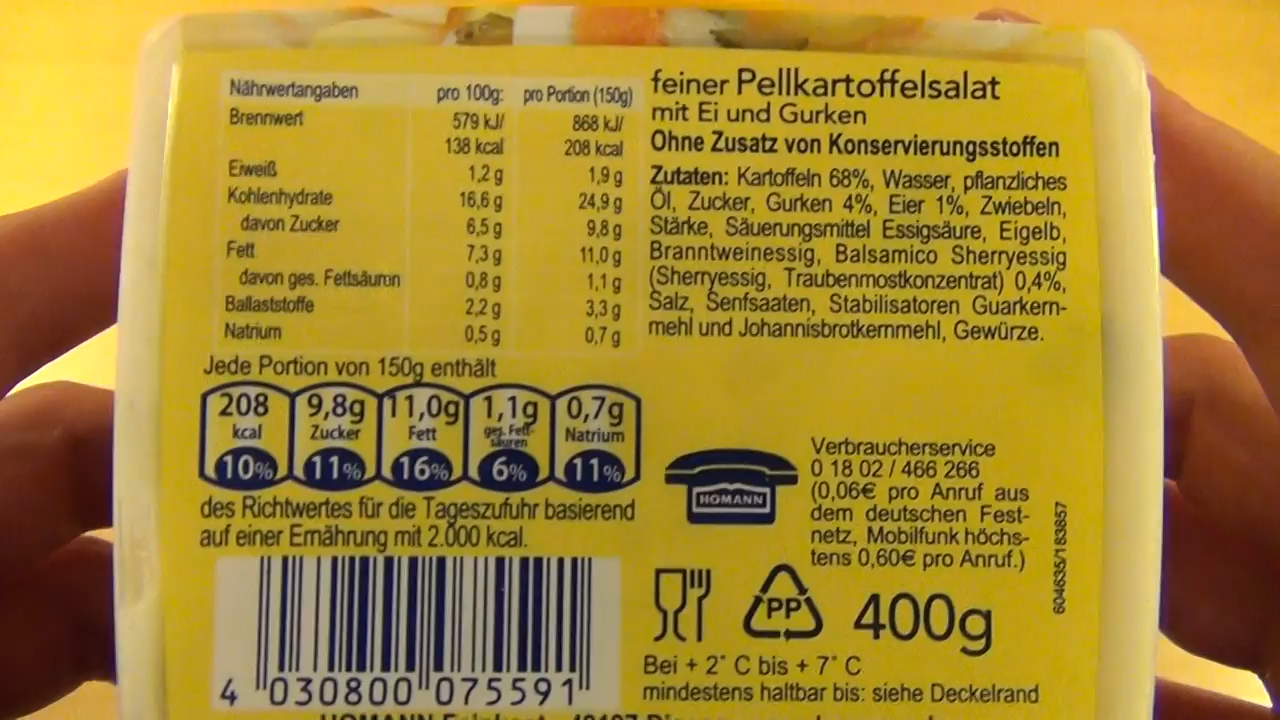 Nährwertangaben pro 100g: pro Portion (150g)
Brennwert 579 kJ/ 868 kJ/
138 kcal 208 kcal
Eiweiß 1,2 g 1,9 g
Kohlenhydrate 16,6 g 24,9 g
davon Zucker 6,5 g 9,8 g
Fett 7,3 g 11,0 g
davon ges. Fettsäuren 0,8 g 1,1 g
Ballaststoffe 2,2 g 3,3 g
Natrium 0,5 g 0,7 g
Jede Portion von 150g enthält
208 9,8g 11,0g 1,1g 0,7g
kcal Zucker Fett ges. Fett- Natrium
säuren
10% 11% 16% 6% 11%
des Richtwertes für die Tageszufuhr basierend
auf einer Ernährung mit 2.000 kcal.
4 030800 075591
feiner Pellkartoffelsalat
mit Ei und Gurken
Ohne Zusatz von Konservierungsstoffen
Zutaten: Kartoffeln 68%, Wasser, pflanzliches
Öl, Zucker, Gurken 4%, Eier 1%, Zwiebeln,
Stärke, Säuerungsmittel Essigsäure, Eigelb,
Branntweinessig, Balsamico Sherryessig
(Sherryessig, Traubenmostkonzentrat) 0,4%,
Salz, Senfsaaten, Stabilisatoren Guarkern-
mehl und Johannisbrotkernmehl, Gewürze.
HOMANN
Verbraucherservice
0 18 02 / 466 266
(0,06€ pro Anruf aus
dem deutschen Fest-
netz, Mobilfunk höchs-
tens 0,60€ pro Anruf.)
604635/183857
PP
400g
Bei + 2° C bis + 7° C
mindestens haltbar bis: siehe Deckelrand
HOMANN Feinkost